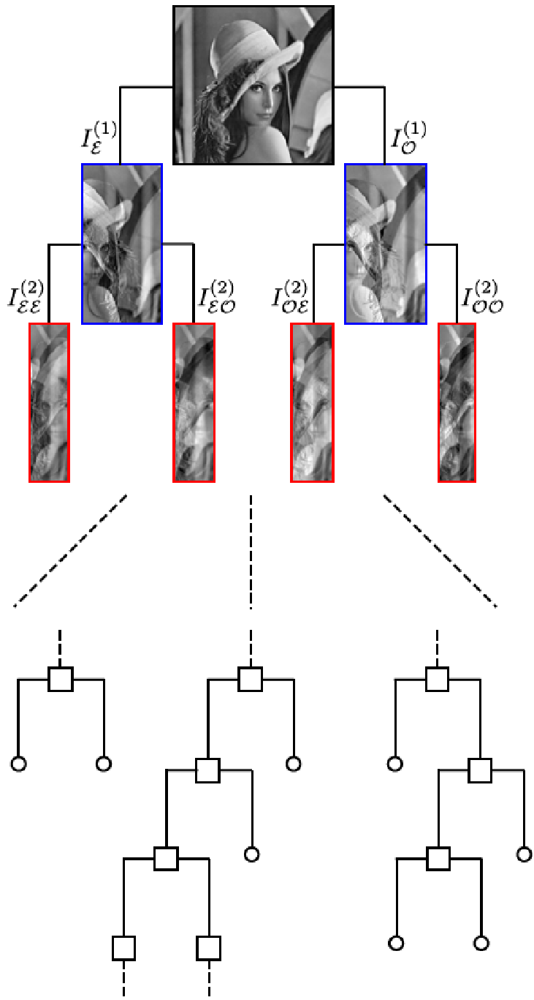 I_ℰ^(1) I_𝒪^(1)
I_ℰℰ^(2) I_ℰ𝒪^(2) I_𝒪ℰ^(2) I_𝒪𝒪^(2)